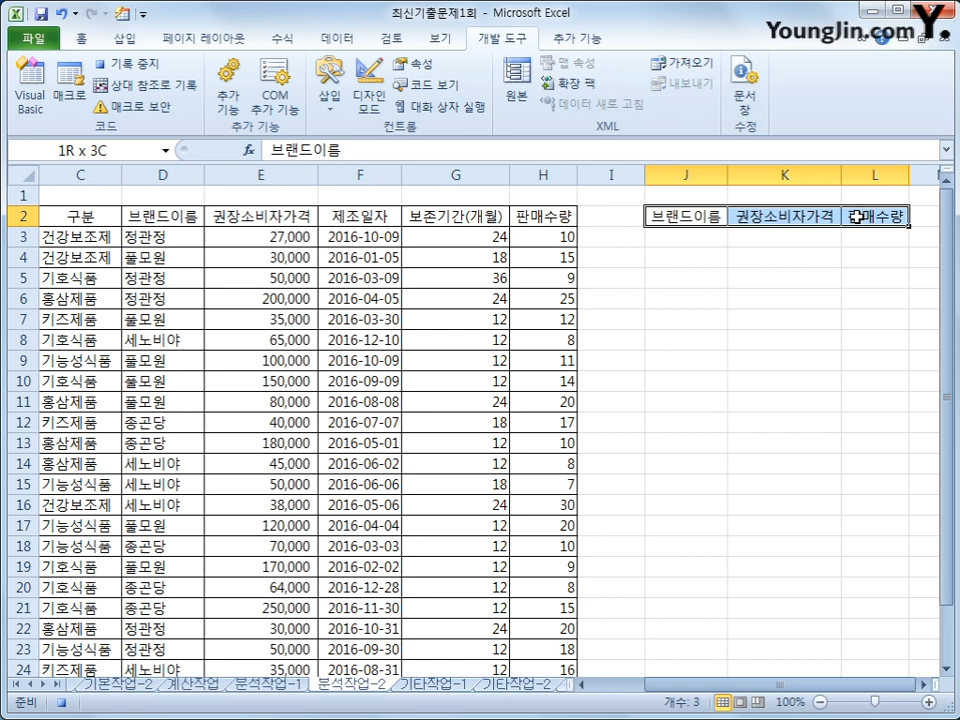 최신기출문제1회 - Microsoft Excel
Younglin.com Y.
파일 홈 삽입 페이지 레이아웃 수식 데이터 검토 보기 개발 도구 추가 기능
Visual Basic
매크로
기록 중지
상대 참조로 기록
매크로 보안
코드
추가 기능
COM 추가 기능
추가 기능
삽입
디자인 모드
속성
코드 보기
대화 상자 실행
컨트롤
원본
맵 속성
확장 팩
데이터 새로 고침
가져오기
내보내기
XML
문서 창
수정
1R x 3C fx 브랜드이름
C D E F G H I J K L
1
2 구분 브랜드이름 권장소비자가격 제조일자 보존기간(개월) 판매수량 브랜드이름 권장소비자가격 판매수량
3 건강보조제 정관정 27,000 2016-10-09 24 10
4 건강보조제 풀모원 30,000 2016-01-05 18 15
5 기호식품 정관정 50,000 2016-03-09 36 9
6 홍삼제품 정관정 200,000 2016-04-05 24 25
7 키즈제품 풀모원 35,000 2016-03-30 12 12
8 기호식품 세노비야 65,000 2016-12-10 12 8
9 기능성식품 풀모원 100,000 2016-10-09 12 11
10 기호식품 풀모원 150,000 2016-09-09 12 14
11 홍삼제품 풀모원 80,000 2016-08-08 24 20
12 키즈제품 종곤당 40,000 2016-07-07 18 17
13 홍삼제품 종곤당 180,000 2016-05-01 12 10
14 홍삼제품 세노비야 45,000 2016-06-02 12 8
15 기능성식품 세노비야 50,000 2016-06-06 18 7
16 건강보조제 세노비야 38,000 2016-05-06 24 30
17 기능성식품 풀모원 120,000 2016-04-04 12 20
18 기능성식품 종곤당 70,000 2016-03-03 12 10
19 기호식품 풀모원 170,000 2016-02-02 12 9
20 기호식품 종곤당 64,000 2016-12-28 12 8
21 기호식품 종곤당 250,000 2016-11-30 12 15
22 홍삼제품 정관정 30,000 2016-10-31 24 20
23 기능성식품 정관정 50,000 2016-09-30 12 18
24 키즈제품 세노비야 35,000 2016-08-31 12 16
기본작업-2 계산작업 분석작업-1 분석작업-2 기타작업-1 기타작업-2
준비 개수: 3 100%